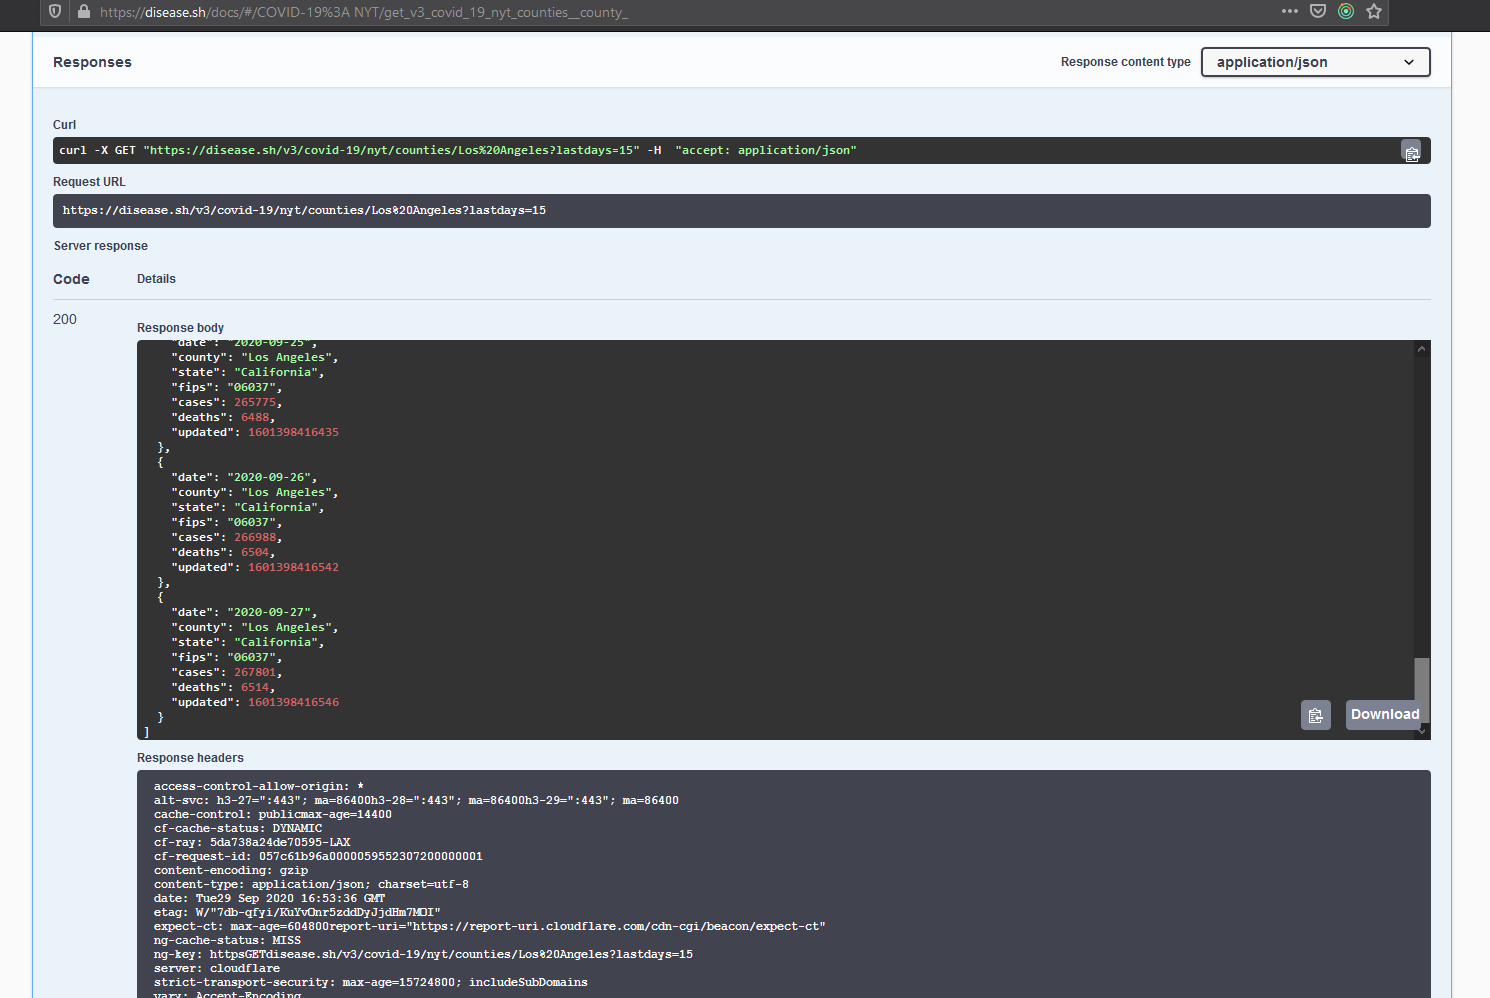 https://disease.sh/docs/#/COVID-19%3A NYT/get_v3_covid_19_nyt_counties__county_
Responses
Response content type
application/json
Curl
curl -X GET "https://disease.sh/v3/covid-19/nyt/counties/Los%20Angeles?lastdays=15" -H  "accept: application/json"
Request URL
https://disease.sh/v3/covid-19/nyt/counties/Los%20Angeles?lastdays=15
Server response
Code Details
200
Response body
"date": "2020-09-25",
"county": "Los Angeles",
"state": "California",
"fips": "06037",
"cases": 265775,
"deaths": 6488,
"updated": 1601398416435
},
{
"date": "2020-09-26",
"county": "Los Angeles",
"state": "California",
"fips": "06037",
"cases": 266988,
"deaths": 6504,
"updated": 1601398416542
},
{
"date": "2020-09-27",
"county": "Los Angeles",
"state": "California",
"fips": "06037",
"cases": 267801,
"deaths": 6514,
"updated": 1601398416546
}
]
Download
Response headers
access-control-allow-origin: *
alt-svc: h3-27=":443"; ma=86400h3-28=":443"; ma=86400h3-29=":443"; ma=86400
cache-control: publicmax-age=14400
cf-cache-status: DYNAMIC
cf-ray: 5da738a24de70595-LAX
cf-request-id: 057c61b96a0000059552307200000001
content-encoding: gzip
content-type: application/json; charset=utf-8
date: Tue29 Sep 2020 16:53:36 GMT
etag: W/"7db-qfyi/KuYvOnr5zddDyJjdHm7MDI"
expect-ct: max-age=604800report-uri="https://report-uri.cloudflare.com/cdn-cgi/beacon/expect-ct"
ng-cache-status: MISS
ng-key: httpsGETdisease.sh/v3/covid-19/nyt/counties/Los%20Angeles?lastdays=15
server: cloudflare
strict-transport-security: max-age=15724800; includeSubDomains
vary: Accept-Encoding